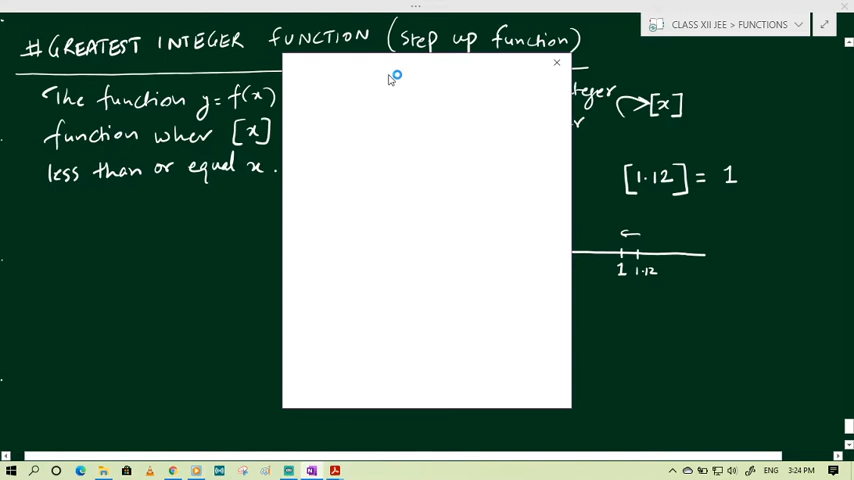 CLASS XII JEE > FUNCTIONS
#GREATEST INTEGER FUNCTION (step up function)
The function y=f(x) teger [x]
function wher [x] r
less than or equal x.
[1.12] = 1
1 1.12
ENG 3:24 PM